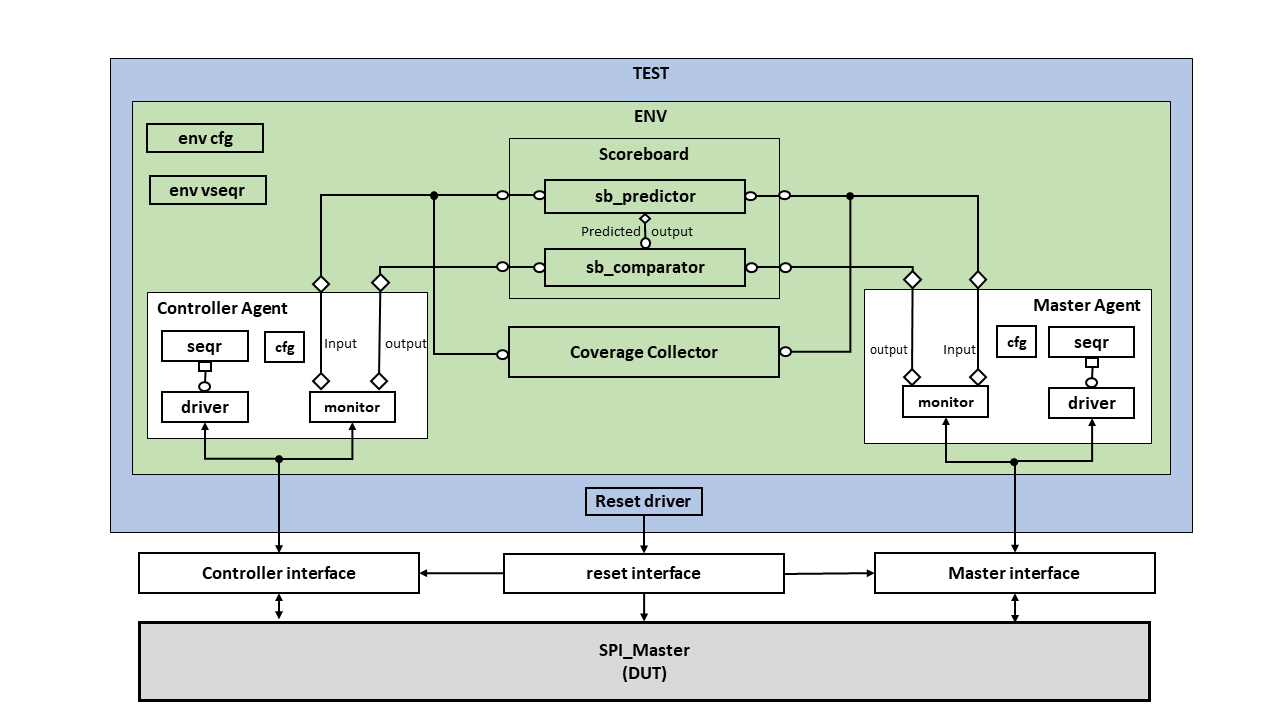 TEST
ENV
env cfg
env vseqr
Scoreboard
sb_predictor
Predicted output
sb_comparator
Coverage Collector
Controller Agent
seqr
cfg
Input
output
driver
monitor
Master Agent
output
Input
cfg
seqr
monitor
driver
Reset driver
Controller interface
reset interface
Master interface
SPI_Master
(DUT)